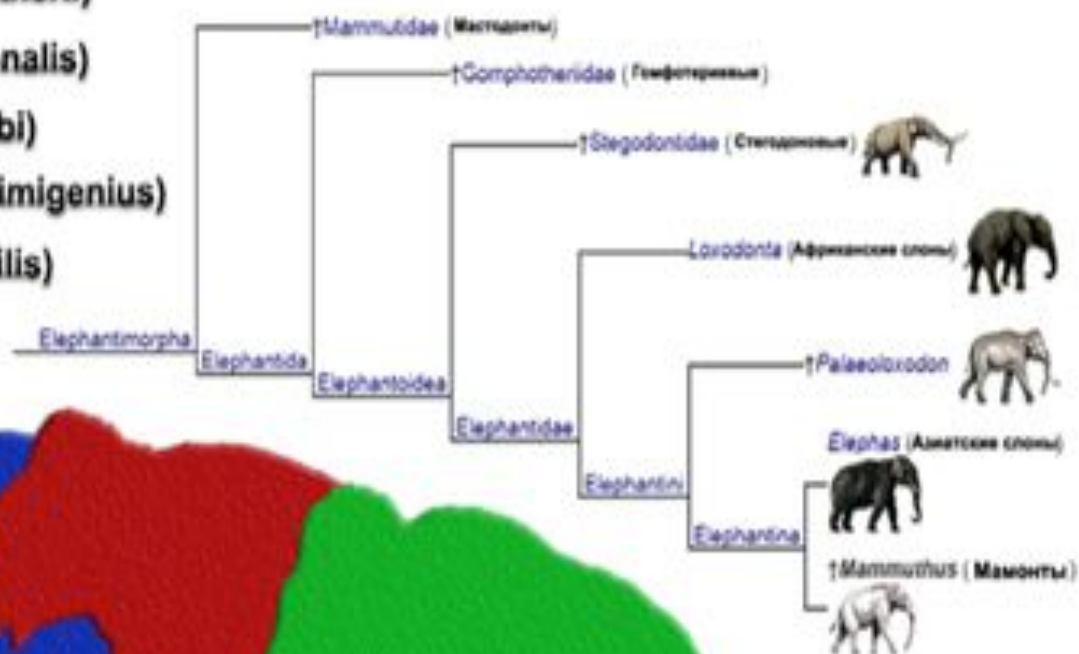 nalis)
bi)
imigenius)
ilis)
†Mammutidae (Мастодонты)
†Gomphotheriidae (Гомфотериевые)
†Stegodontidae (Стегодоновые)
Loxodonta (Африканские слоны)
Elephantimorpha
Elephantida
†Palaeoloxodon
Elephantoidea
Elephantidae
Elephas (Азиатские слоны)
Elephantini
Elephantina
†Mammuthus (Мамонты)